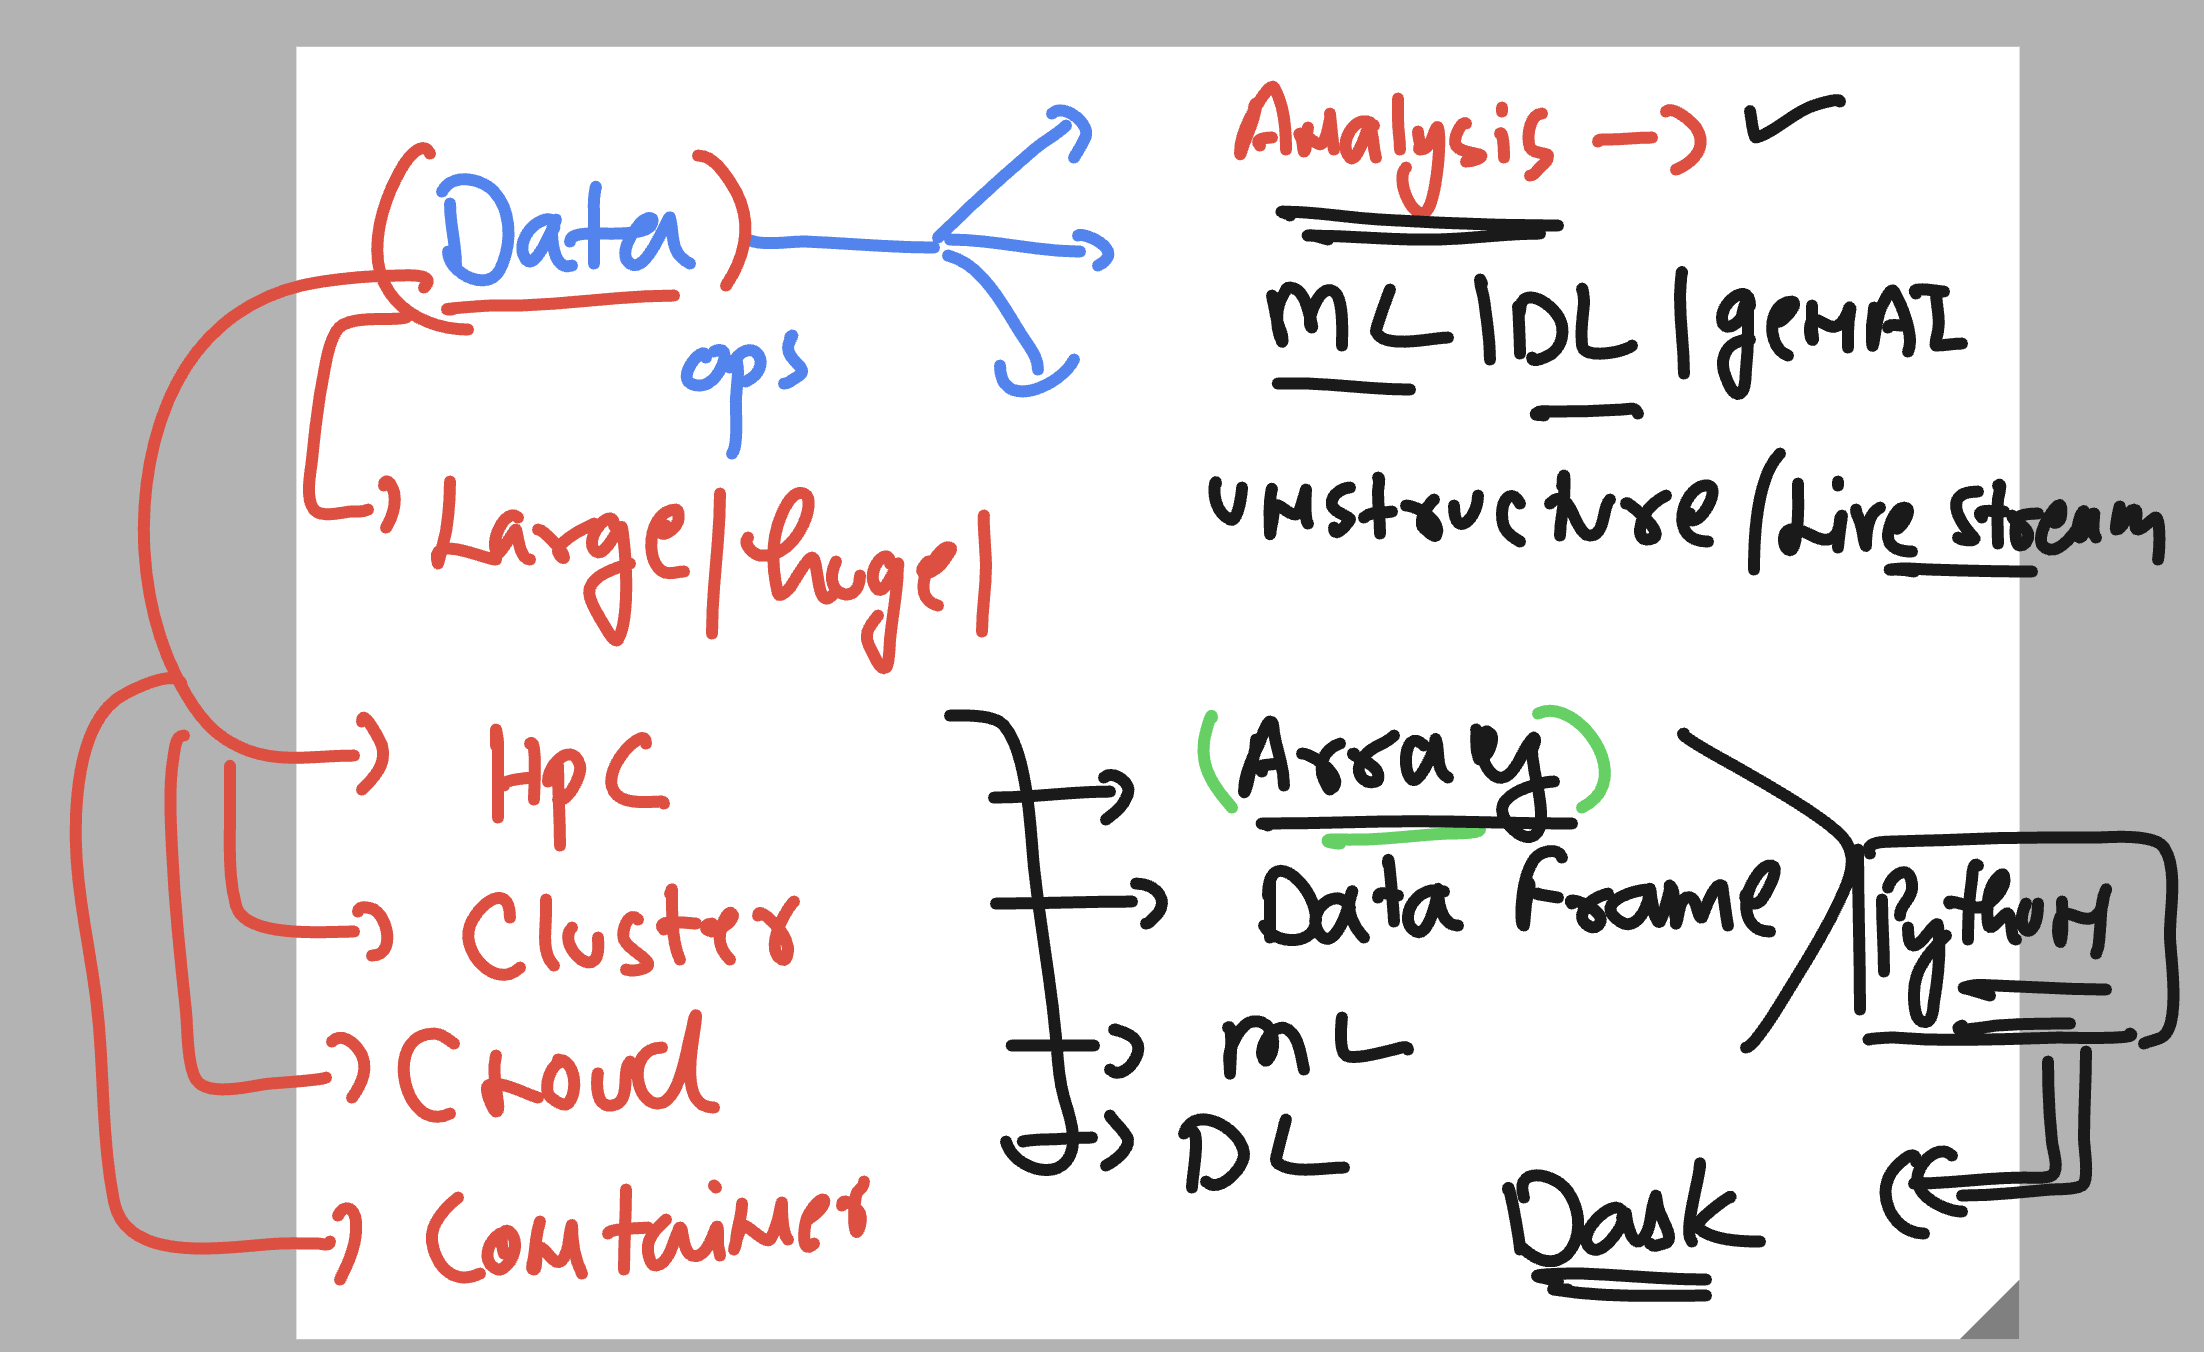 Analysis
(Data)
ops
ML | DL | genAI
unstructure / Live stream
Large | huge |
HpC
(Array)
Data Frame
Python
Cluster
ML
Cloud
DL
Dask
Container